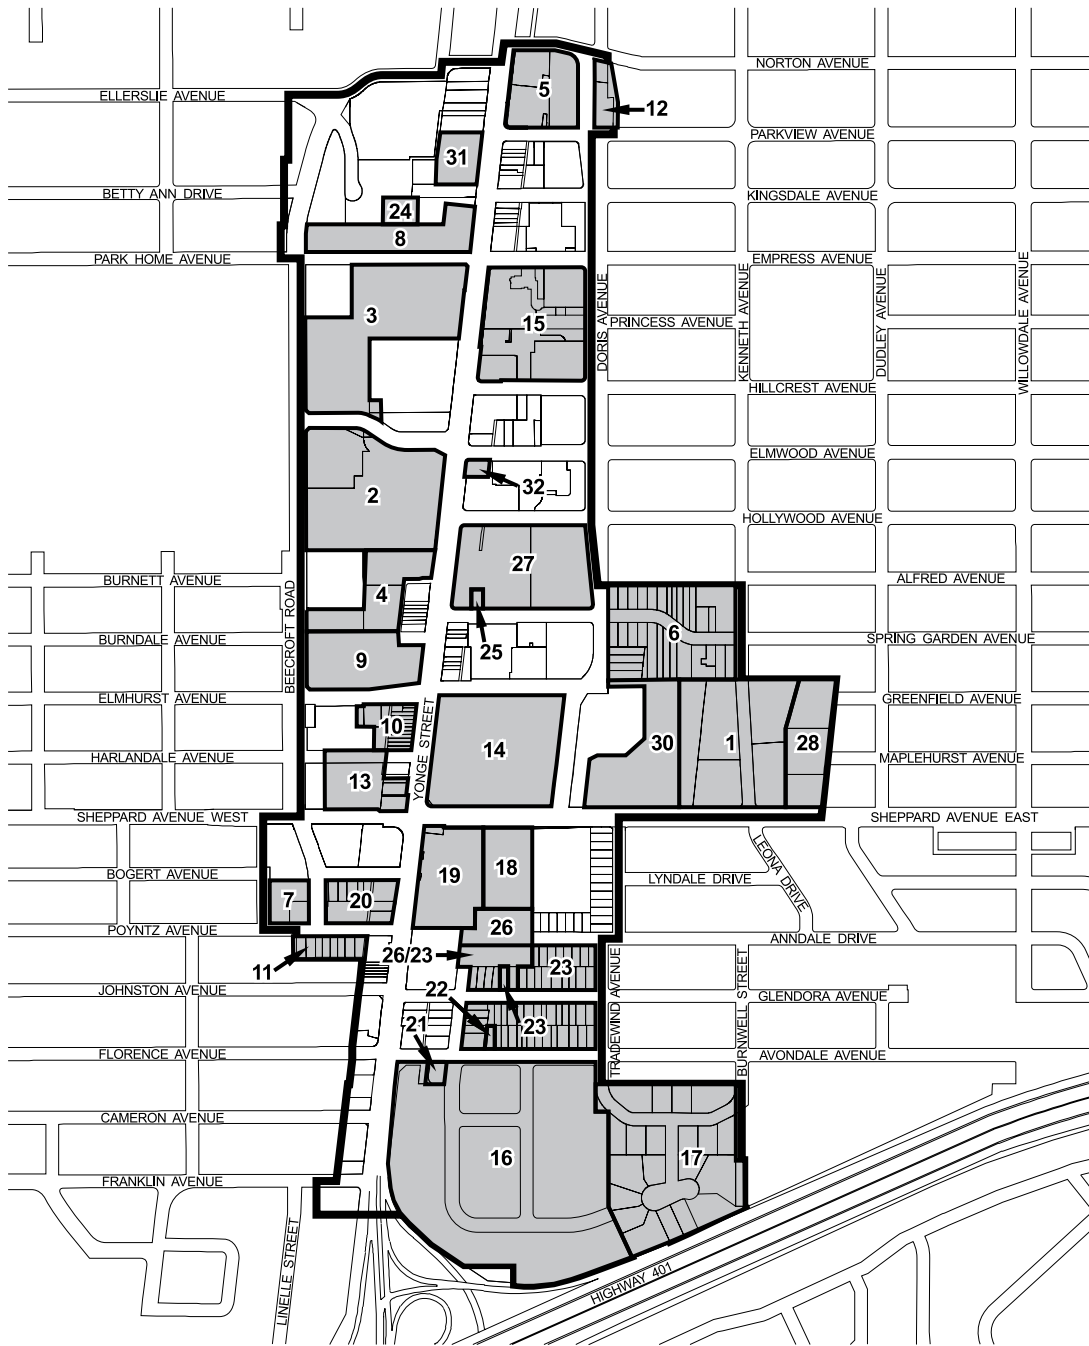 NORTON AVENUE
5
ELLERSLIE AVENUE
12
PARKVIEW AVENUE
31
BETTY ANN DRIVE
KINGSDALE AVENUE
24
8
PARK HOME AVENUE
EMPRESS AVENUE
DORIS AVENUE
KENNETH AVENUE
DUDLEY AVENUE
WILLOWDALE AVENUE
3
15
PRINCESS AVENUE
HILLCREST AVENUE
ELMWOOD AVENUE
32
2
HOLLYWOOD AVENUE
27
BURNETT AVENUE
ALFRED AVENUE
4
BEECROFT ROAD
6
BURNDALE AVENUE
SPRING GARDEN AVENUE
25
9
ELMHURST AVENUE
GREENFIELD AVENUE
10
YONGE STREET
14
30
1
28
HARLANDALE AVENUE
MAPLEHURST AVENUE
13
SHEPPARD AVENUE WEST
SHEPPARD AVENUE EAST
LEONA DRIVE
BOGERT AVENUE
19
18
LYNDALE DRIVE
7
20
POYNTZ AVENUE
26
ANNDALE DRIVE
26/23
11
23
JOHNSTON AVENUE
22
GLENDORA AVENUE
TRADEWIND AVENUE
BURNWELL STREET
21
23
FLORENCE AVENUE
AVONDALE AVENUE
CAMERON AVENUE
16
17
FRANKLIN AVENUE
LINELLE STREET
HIGHWAY 401